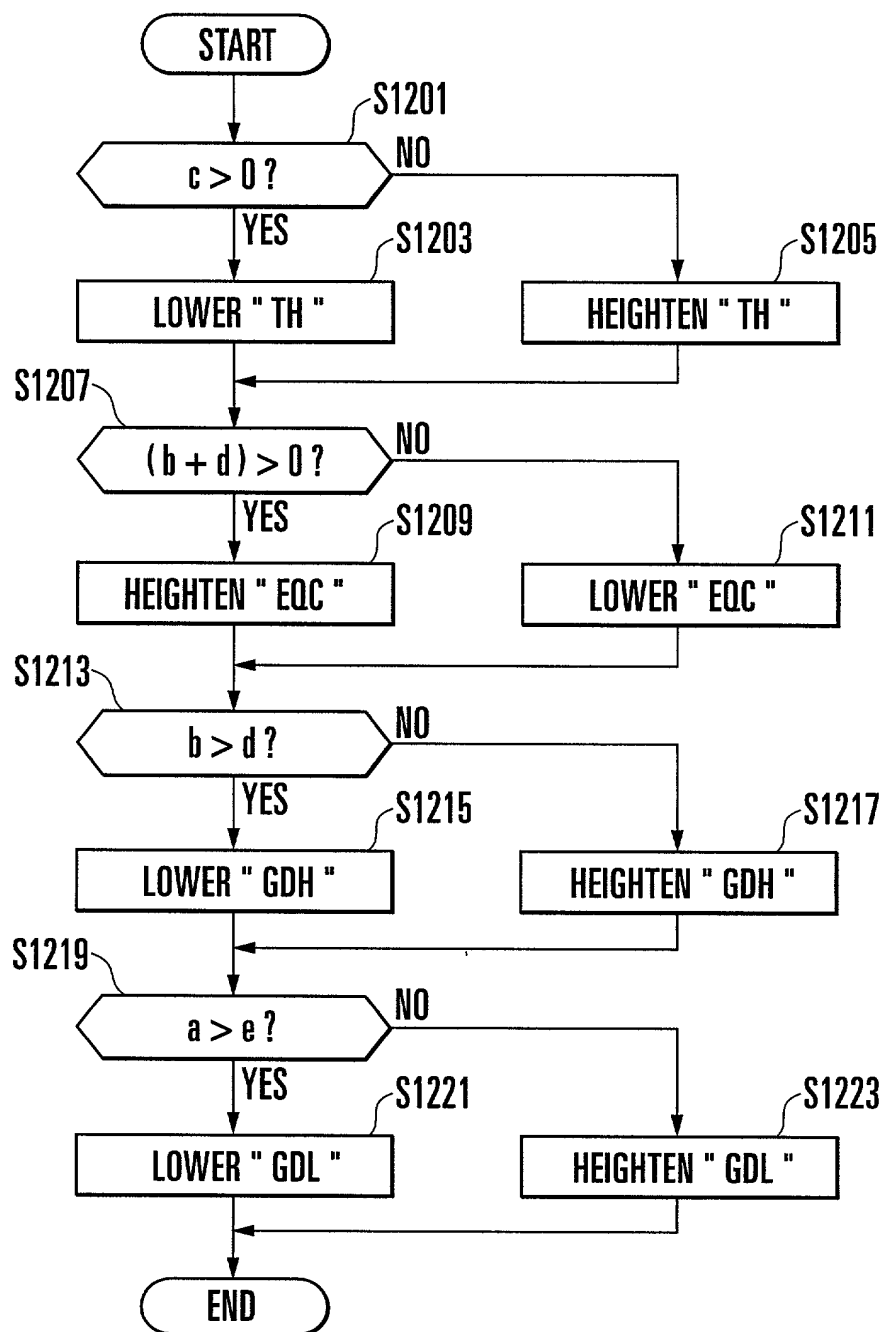 START
S1201
c > 0 ?
NO
YES
S1203
S1205
LOWER " TH "
HEIGHTEN " TH "
S1207
(b + d) > 0 ?
NO
YES
S1209
S1211
HEIGHTEN " EQC "
LOWER " EQC "
S1213
b > d ?
NO
YES
S1215
S1217
LOWER " GDH "
HEIGHTEN " GDH "
S1219
a > e ?
NO
YES
S1221
S1223
LOWER " GDL "
HEIGHTEN " GDL "
END